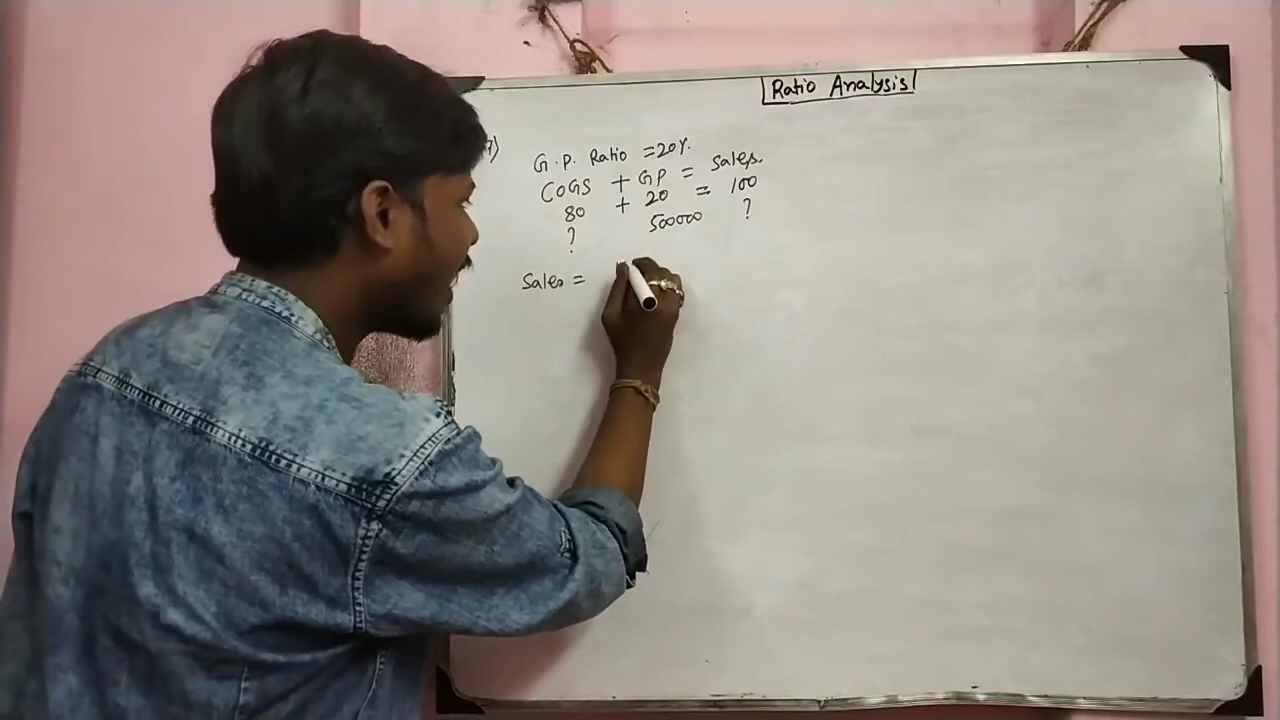 Ratio Analysis
G.P. Ratio = 20%.
COGS + GP = Sales.
80 + 20 = 100
? 500000 ?
Sales =